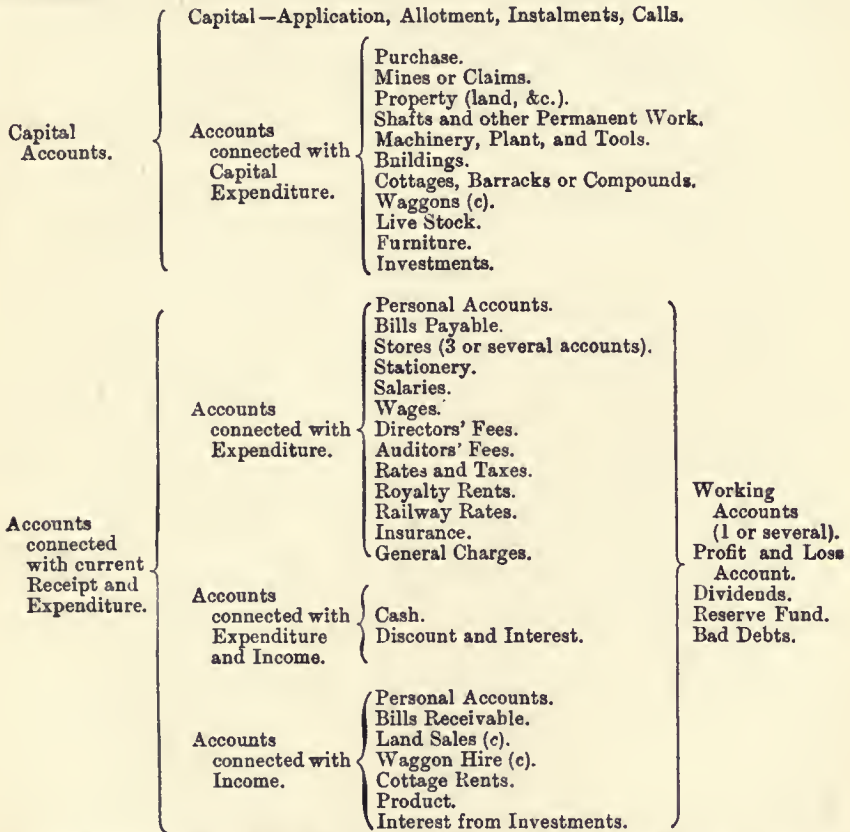 Capital—Application, Allotment, Instalments, Calls.
Capital
Accounts.
Accounts
connected with
Capital
Expenditure.
Purchase.
Mines or Claims.
Property (land, &c.).
Shafts and other Permanent Work.
Machinery, Plant, and Tools.
Buildings.
Cottages, Barracks or Compounds.
Waggons (c).
Live Stock.
Furniture.
Investments.
Accounts
connected
with current
Receipt and
Expenditure.
Accounts
connected with
Expenditure.
Personal Accounts.
Bills Payable.
Stores (3 or several accounts).
Stationery.
Salaries.
Wages.
Directors' Fees.
Auditors' Fees.
Rates and Taxes.
Royalty Rents.
Railway Rates.
Insurance.
General Charges.
Accounts
connected with
Expenditure
and Income.
Cash.
Discount and Interest.
Accounts
connected with
Income.
Personal Accounts.
Bills Receivable.
Land Sales (c).
Waggon Hire (c).
Cottage Rents.
Product.
Interest from Investments.
Working
Accounts
(1 or several).
Profit and Loss
Account.
Dividends.
Reserve Fund.
Bad Debts.